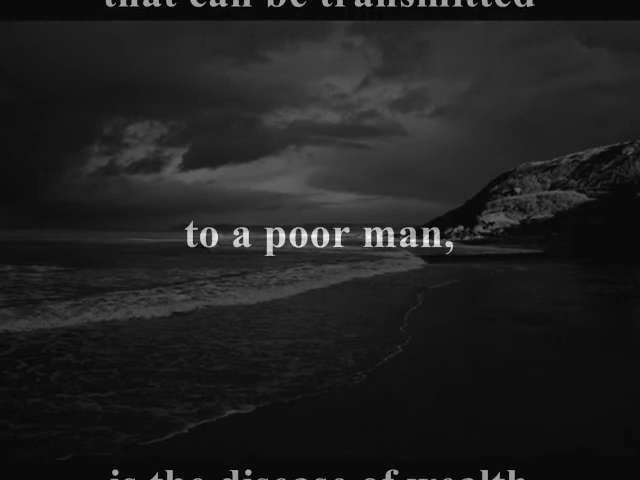 that can be transmitted
to a poor man,
is the disease of wealth